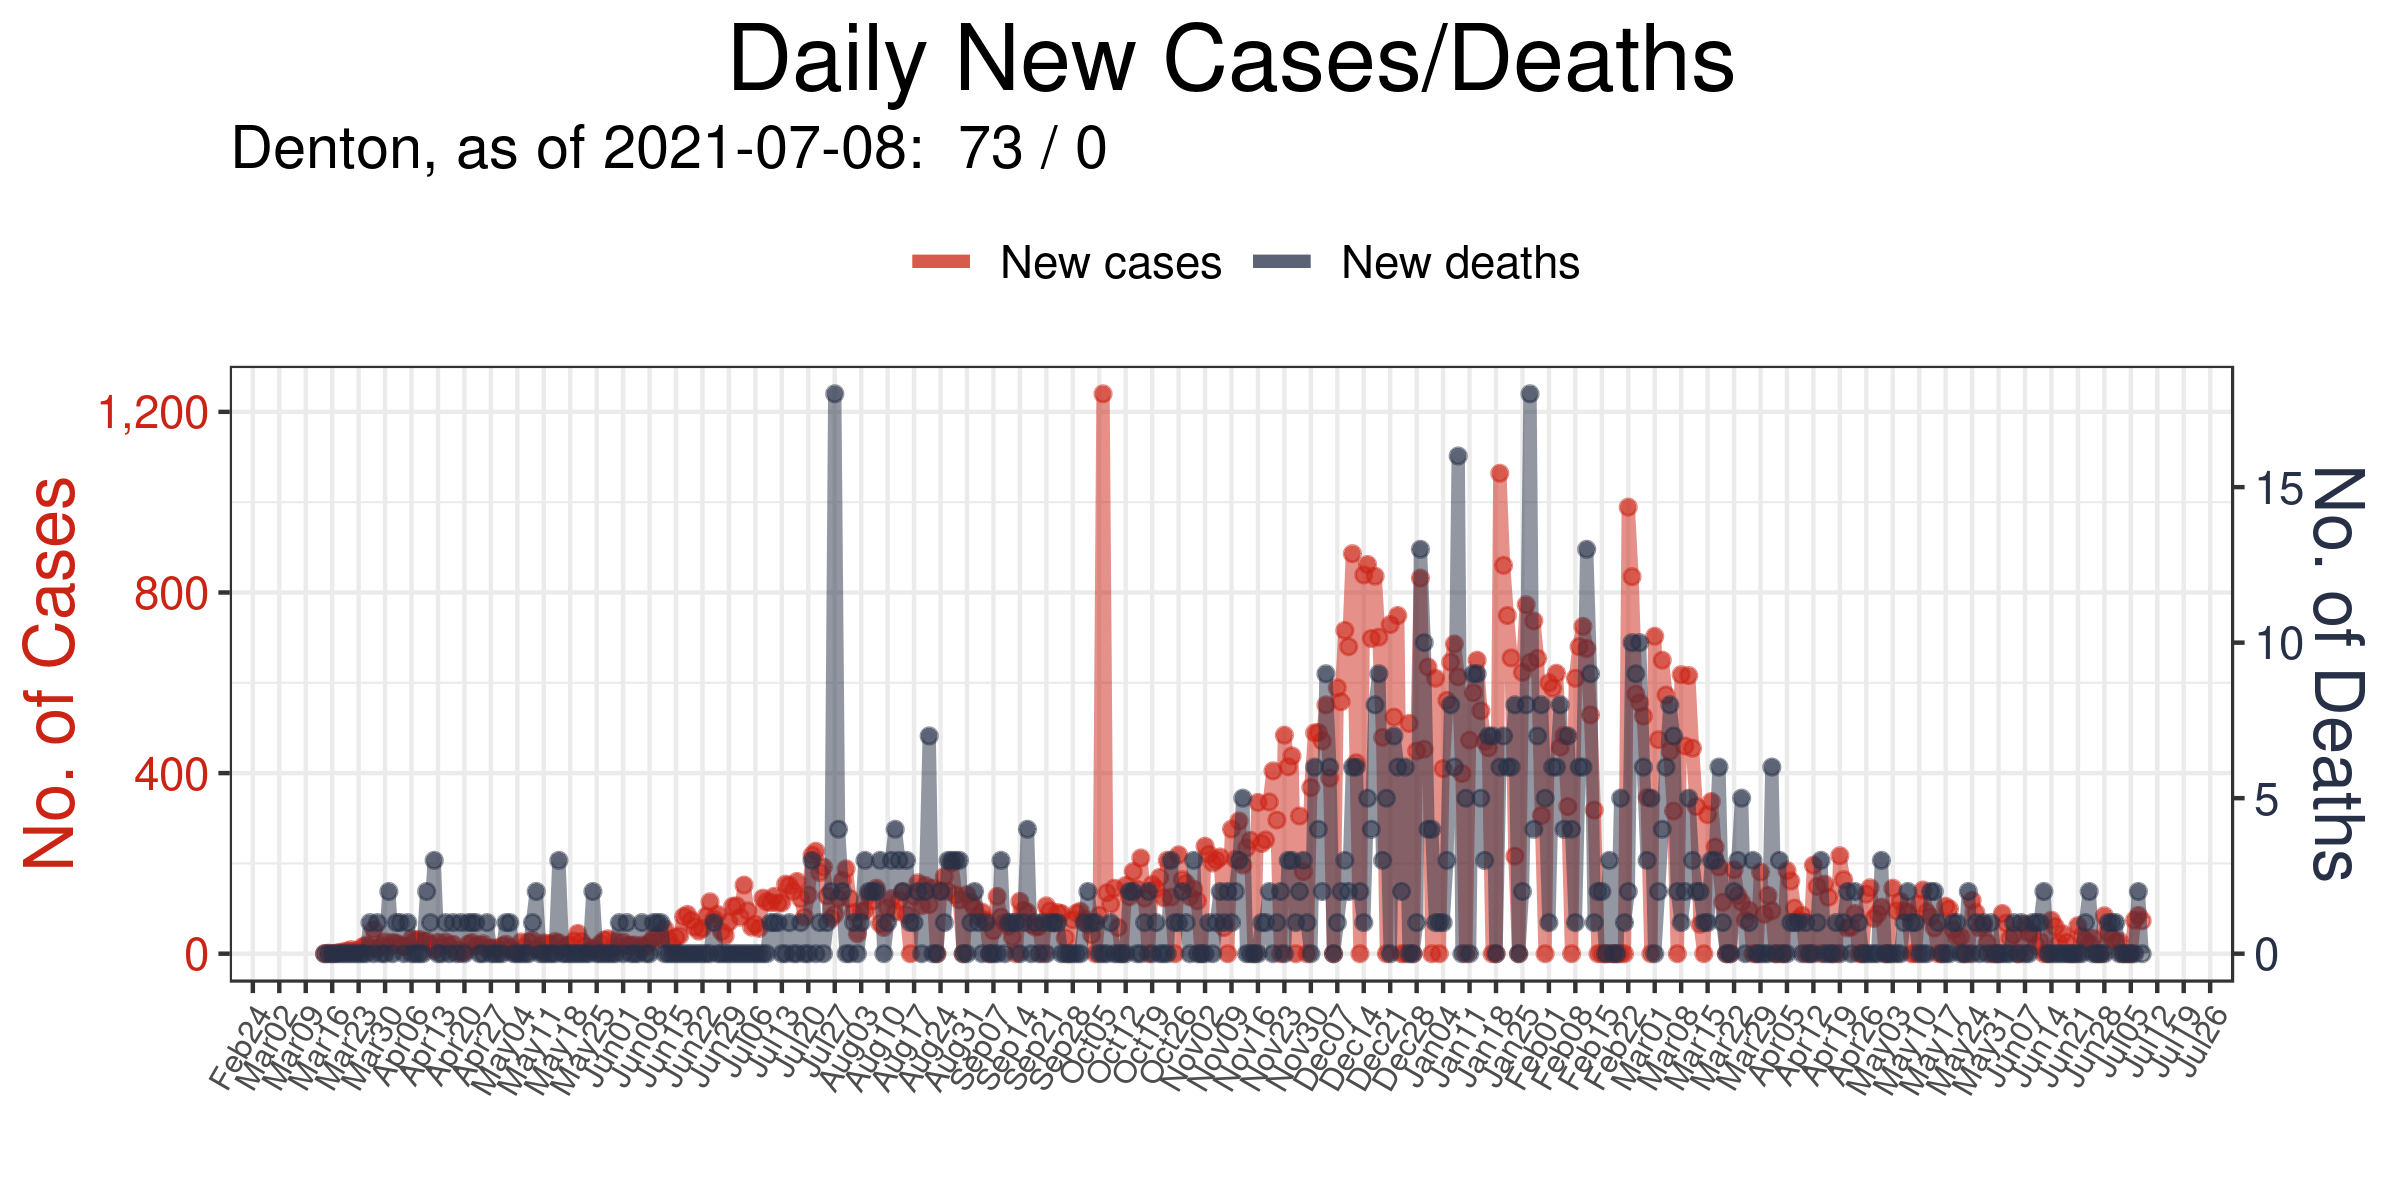 Daily New Cases/Deaths
Denton, as of 2021-07-08:  73 / 0
New cases
New deaths
No. of Cases
1,200
800
400
0
15
10
5
0
No. of Deaths
Feb24
Mar02
Mar09
Mar16
Mar23
Mar30
Apr06
Apr13
Apr20
Apr27
May04
May11
May18
May25
Jun01
Jun08
Jun15
Jun22
Jun29
Jul06
Jul13
Jul20
Jul27
Aug03
Aug10
Aug17
Aug24
Aug31
Sep07
Sep14
Sep21
Sep28
Oct05
Oct12
Oct19
Oct26
Nov02
Nov09
Nov16
Nov23
Nov30
Dec07
Dec14
Dec21
Dec28
Jan04
Jan11
Jan18
Jan25
Feb01
Feb08
Feb15
Feb22
Mar01
Mar08
Mar15
Mar22
Mar29
Apr05
Apr12
Apr19
Apr26
May03
May10
May17
May24
May31
Jun07
Jun14
Jun21
Jun28
Jul05
Jul12
Jul19
Jul26